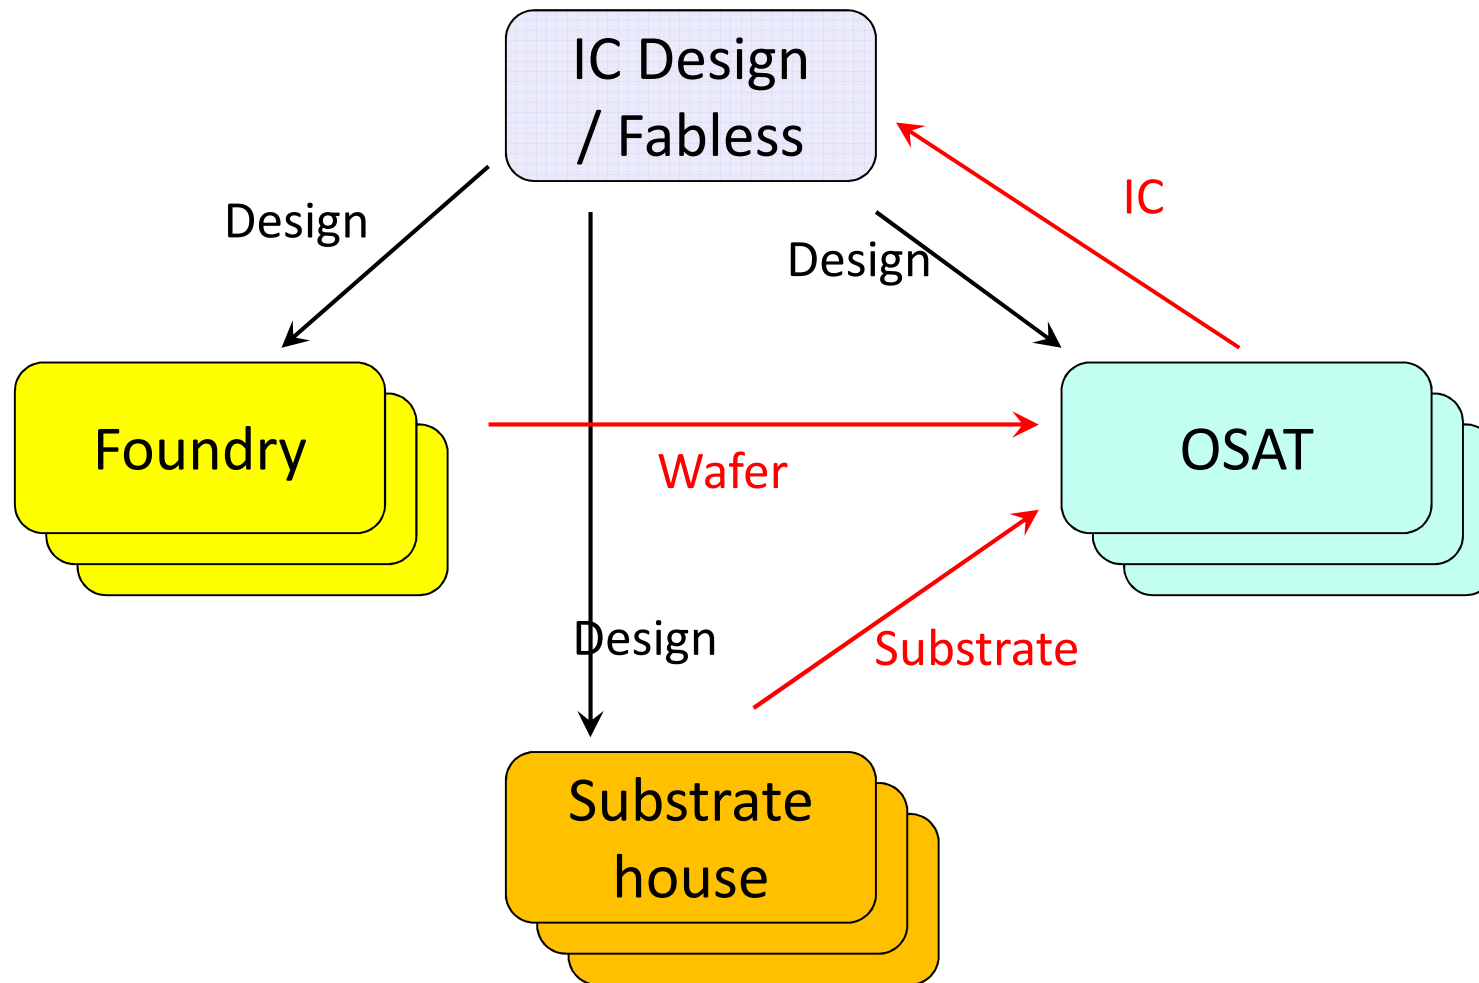 IC Design
/ Fabless
IC
Design
Design
Foundry
OSAT
Wafer
Design
Substrate
Substrate
house